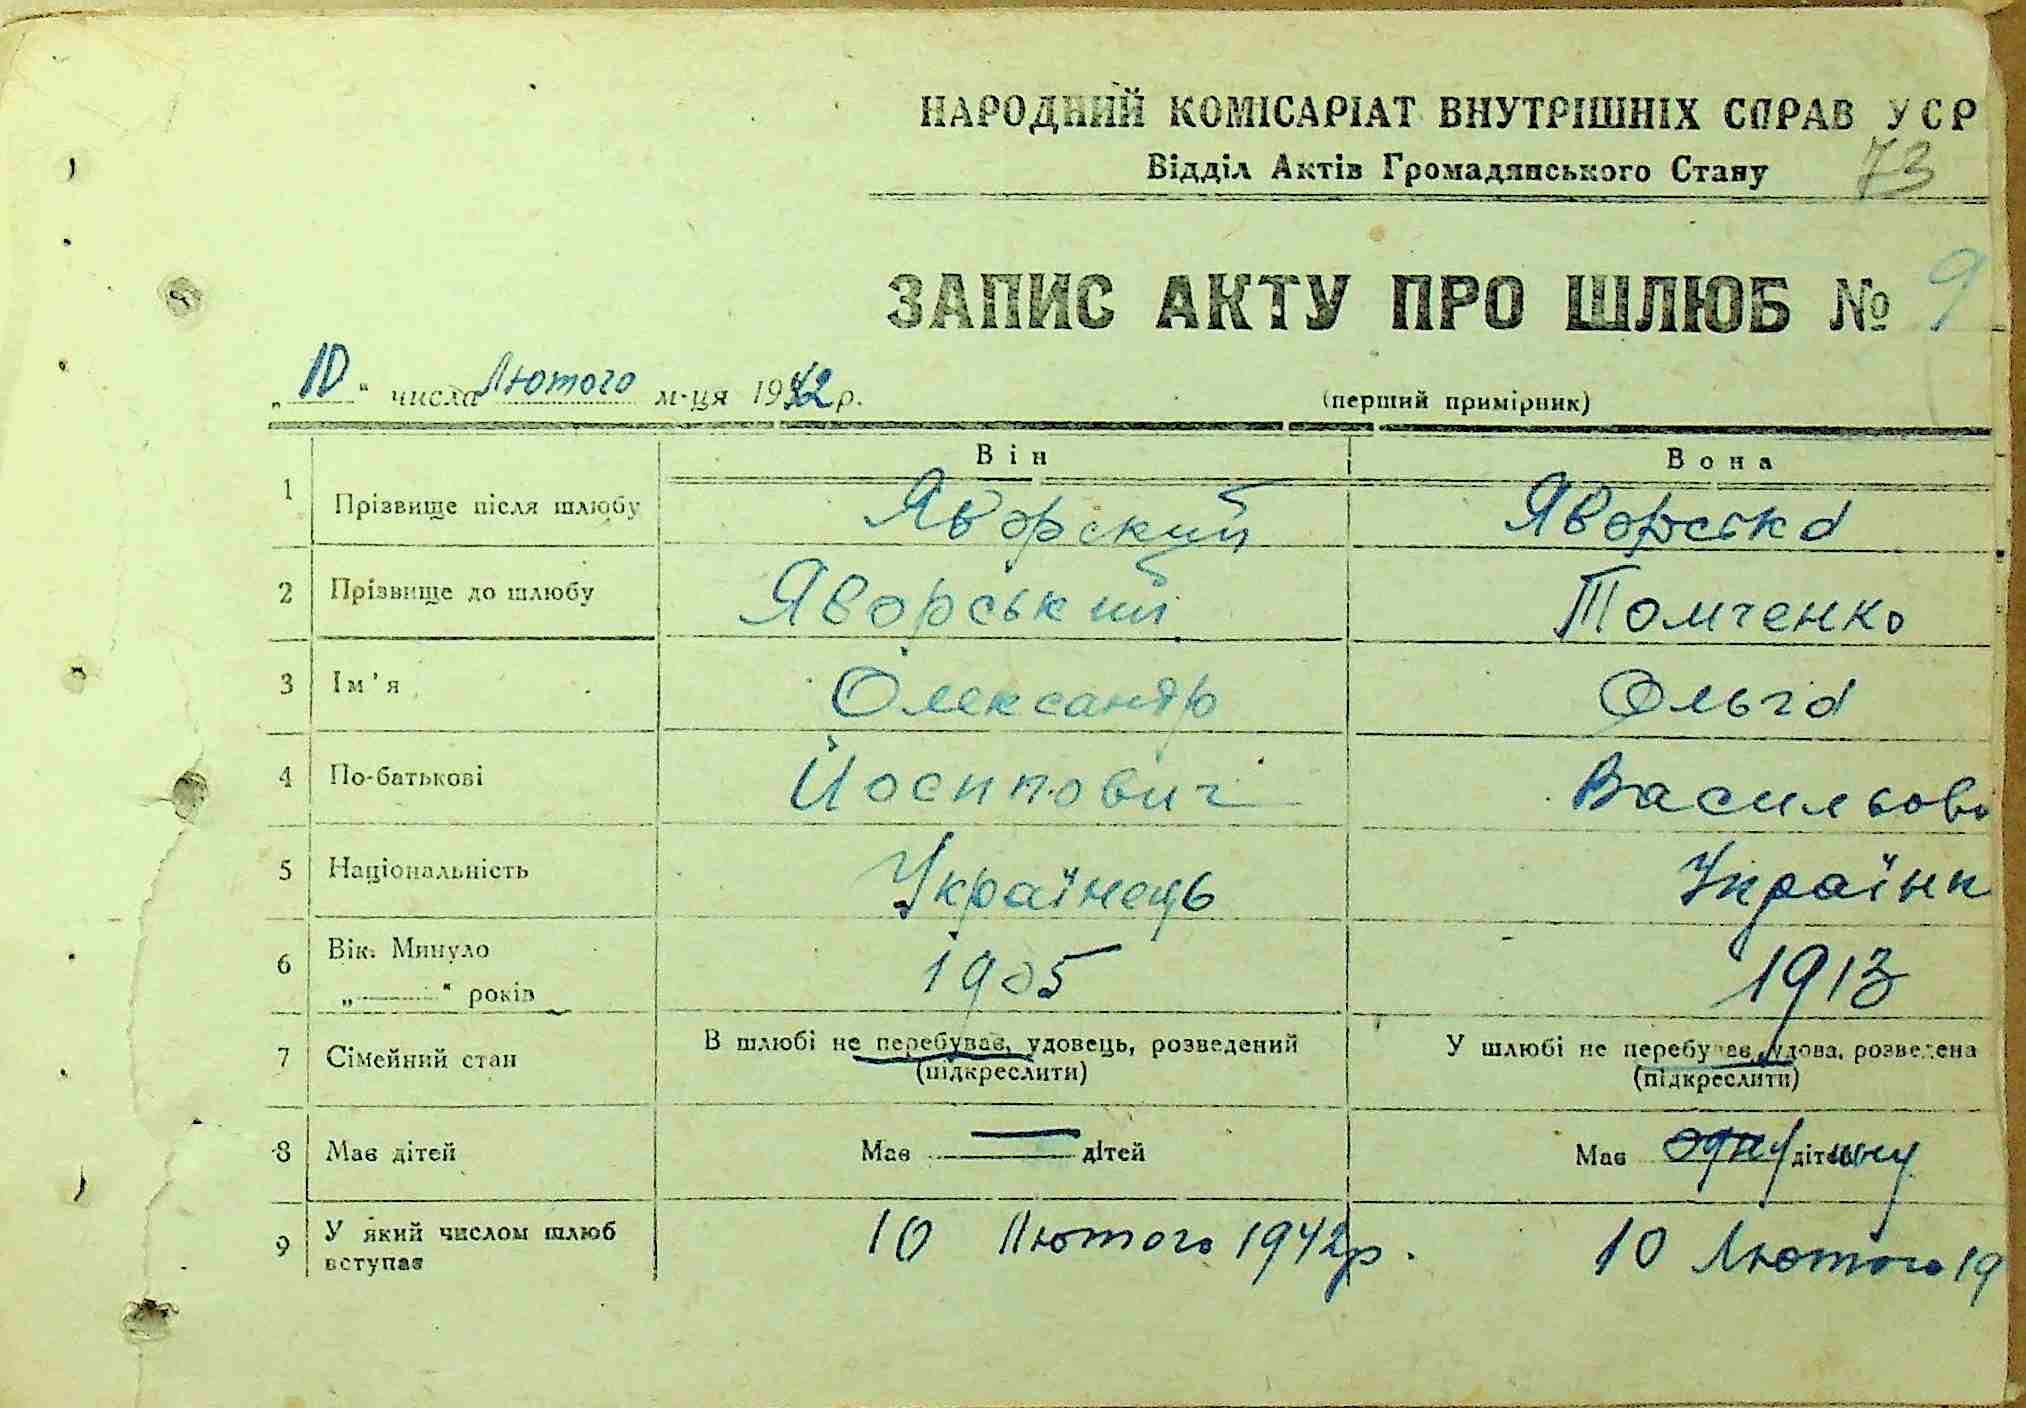 НАРОДНИЙ КОМІСАРІАТ ВНУТРІШНІХ СПРАВ УСР
Відділ Актів Громадянського Стану 73
ЗАПИС АКТУ ПРО ШЛЮБ № 9
„10“ числа Лютого м-ця 1942 р.
(перший примірник)
Він Вона
1 Прізвище після шлюбу Яворский Яворська
2 Прізвище до шлюбу Яворський Томченко
3 Ім'я Олександр Ольга
4 По-батькові Йосипович Васильово
5 Національність Українець Українк
6 Вік: Минуло 1905 1913
„——“ років
7 Сімейний стан В шлюбі не перебував, удовець, розведений У шлюбі не перебував, удова, розведена
(підкреслити) (підкреслити)
8 Має дітей Має —— дітей Має одну дитину
9 У який числом шлюб 10 Лютого 1942 р. 10 Лютого 19
вступає